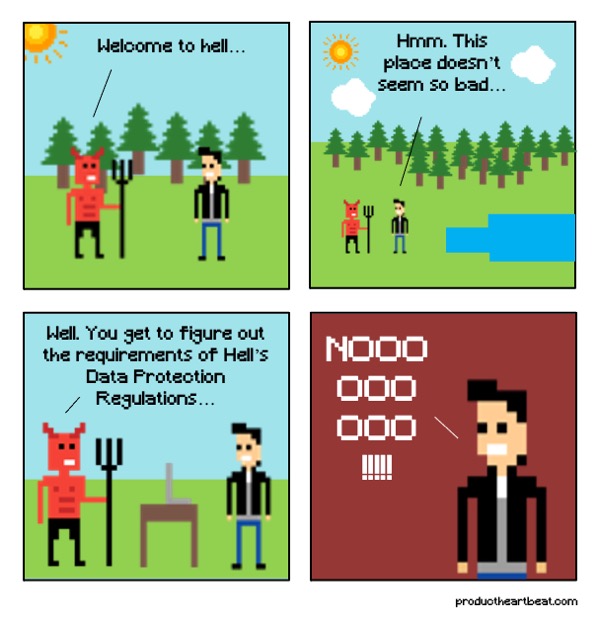 Welcome to hell...
Hmm. This
place doesn't
seem so bad...
Well. You get to figure out
the requirements of Hell's
Data Protection
Regulations...
NOOO
OOO
OOO
!!!!!
productheartbeat.com